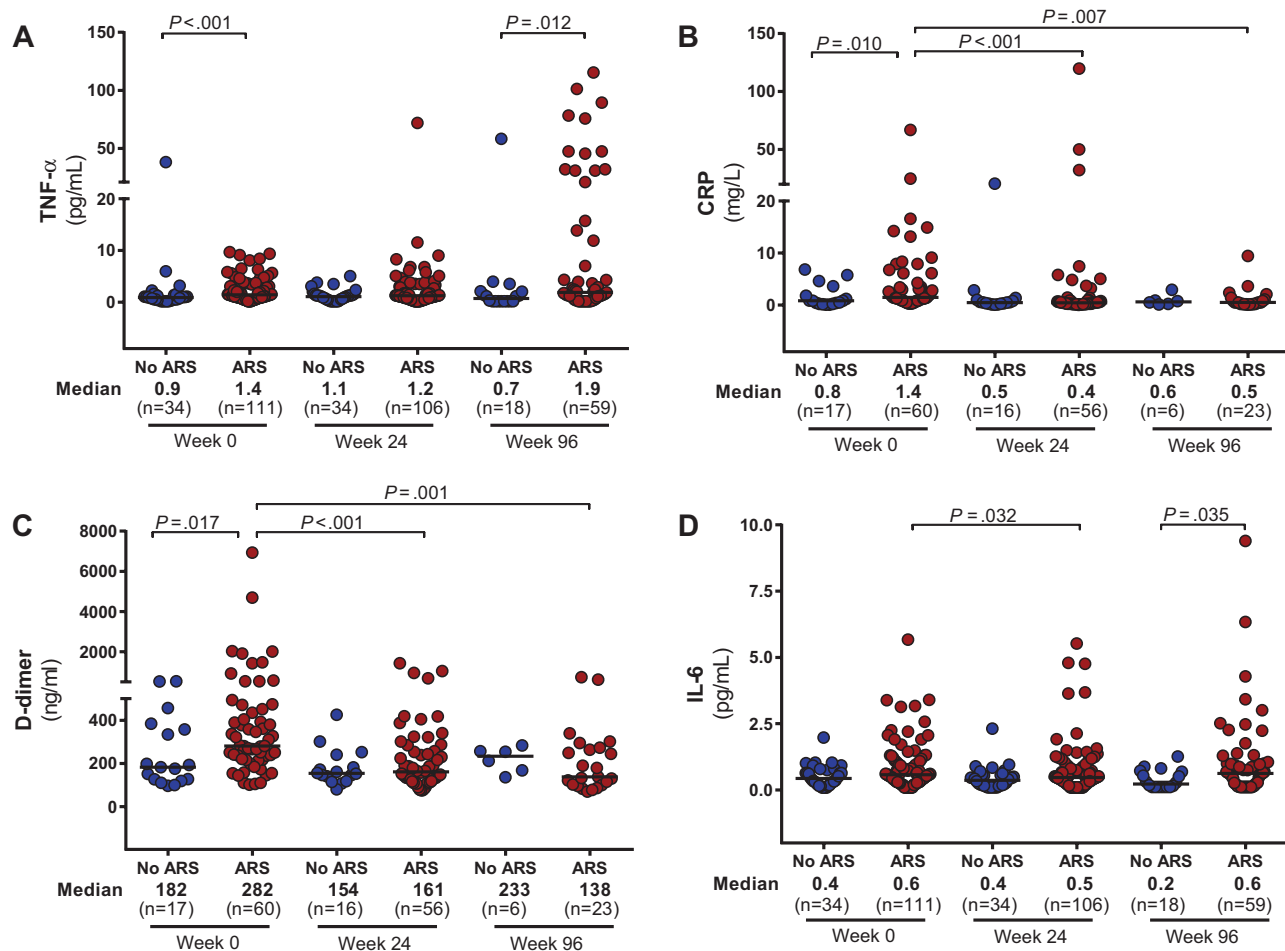 A
P<.001
P=.012
150
100
50
20
10
0
TNF-α
(pg/mL)
No ARS ARS No ARS ARS No ARS ARS
Median 0.9 1.4 1.1 1.2 0.7 1.9
(n=34) (n=111) (n=34) (n=106) (n=18) (n=59)
Week 0 Week 24 Week 96
B
P=.007
P=.010
P<.001
150
100
50
20
10
0
CRP
(mg/L)
No ARS ARS No ARS ARS No ARS ARS
Median 0.8 1.4 0.5 0.4 0.6 0.5
(n=17) (n=60) (n=16) (n=56) (n=6) (n=23)
Week 0 Week 24 Week 96
C
P=.001
P=.017
P<.001
8000
6000
4000
2000
400
200
0
D-dimer
(ng/ml)
No ARS ARS No ARS ARS No ARS ARS
Median 182 282 154 161 233 138
(n=17) (n=60) (n=16) (n=56) (n=6) (n=23)
Week 0 Week 24 Week 96
D
P=.032
P=.035
10.0
7.5
5.0
2.5
0.0
IL-6
(pg/mL)
No ARS ARS No ARS ARS No ARS ARS
Median 0.4 0.6 0.4 0.5 0.2 0.6
(n=34) (n=111) (n=34) (n=106) (n=18) (n=59)
Week 0 Week 24 Week 96